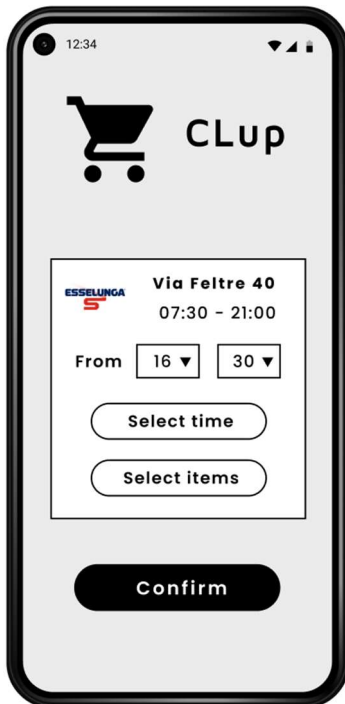 12:34
CLup
ESSELUNGA
Via Feltre 40
07:30 - 21:00
From 16 30
Select time
Select items
Confirm